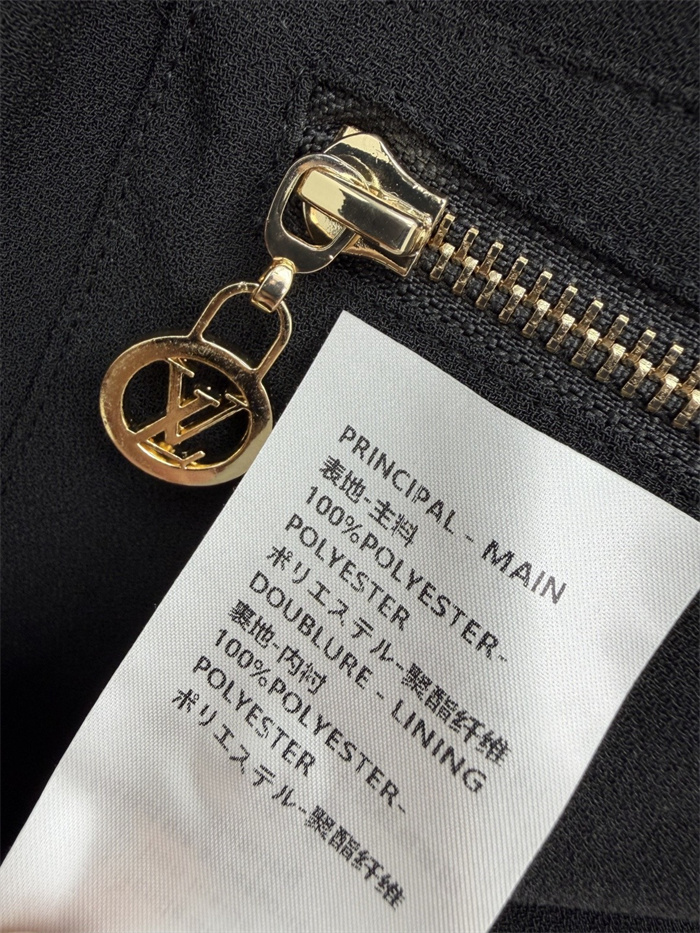 LV
PRINCIPAL - MAIN
表地-主料
100%POLYESTER-
POLYESTER
ポリエステル-聚酯纤维
DOUBLURE - LINING
裏地-内衬
100%POLYESTER-
POLYESTER
ポリエステル-聚酯纤维